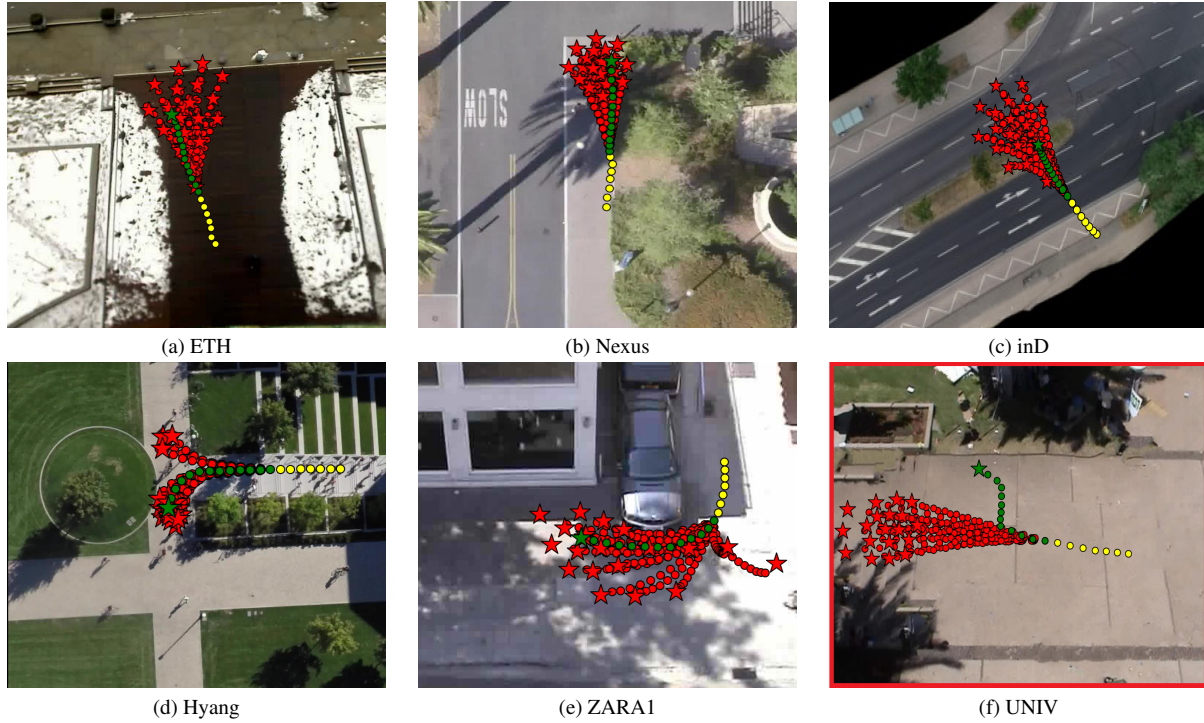 SLOW
(a) ETH
(b) Nexus
(c) inD
(d) Hyang
(e) ZARA1
(f) UNIV